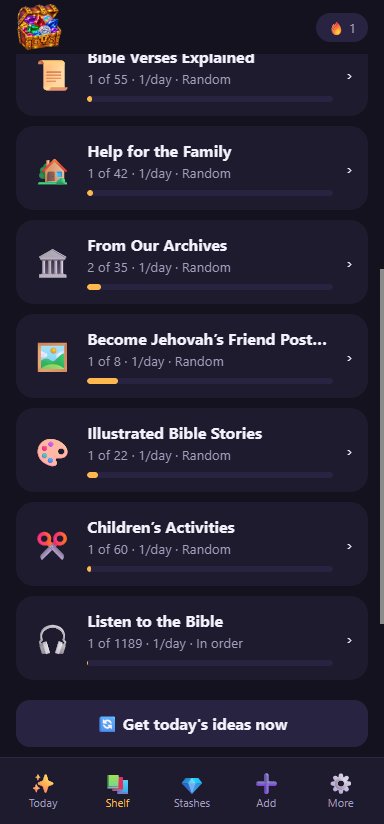 1
Bible Verses Explained
1 of 55 · 1/day · Random
Help for the Family
1 of 42 · 1/day · Random
From Our Archives
2 of 35 · 1/day · Random
Become Jehovah's Friend Post...
1 of 8 · 1/day · Random
Illustrated Bible Stories
1 of 22 · 1/day · Random
Children's Activities
1 of 60 · 1/day · Random
Listen to the Bible
1 of 1189 · 1/day · In order
Get today's ideas now
Today Shelf Stashes Add More